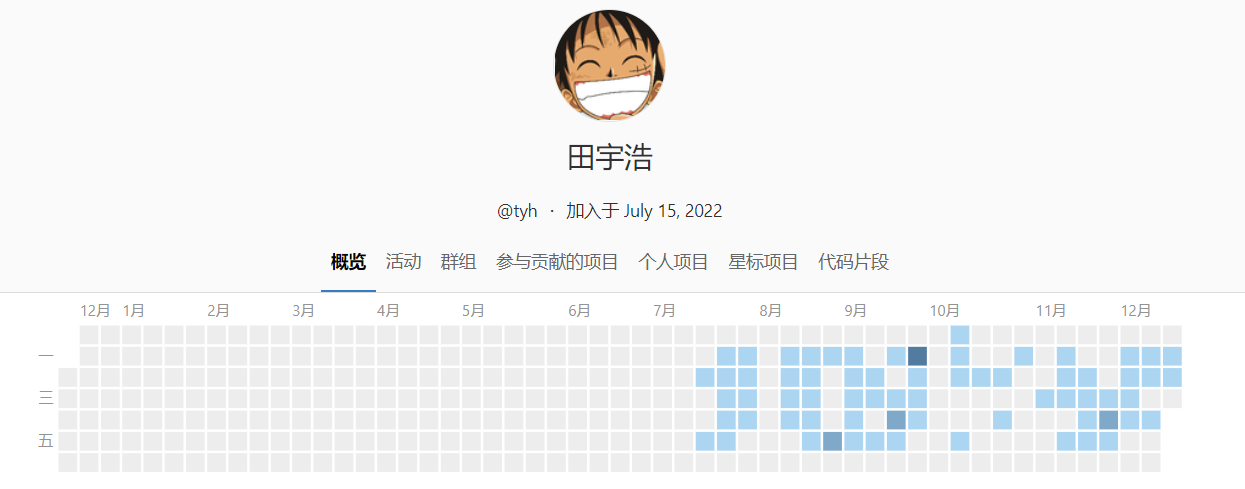 田宇浩
@tyh · 加入于 July 15, 2022
概览 活动 群组 参与贡献的项目 个人项目 星标项目 代码片段
12月 1月 2月 3月 4月 5月 6月 7月 8月 9月 10月 11月 12月
一
三
五